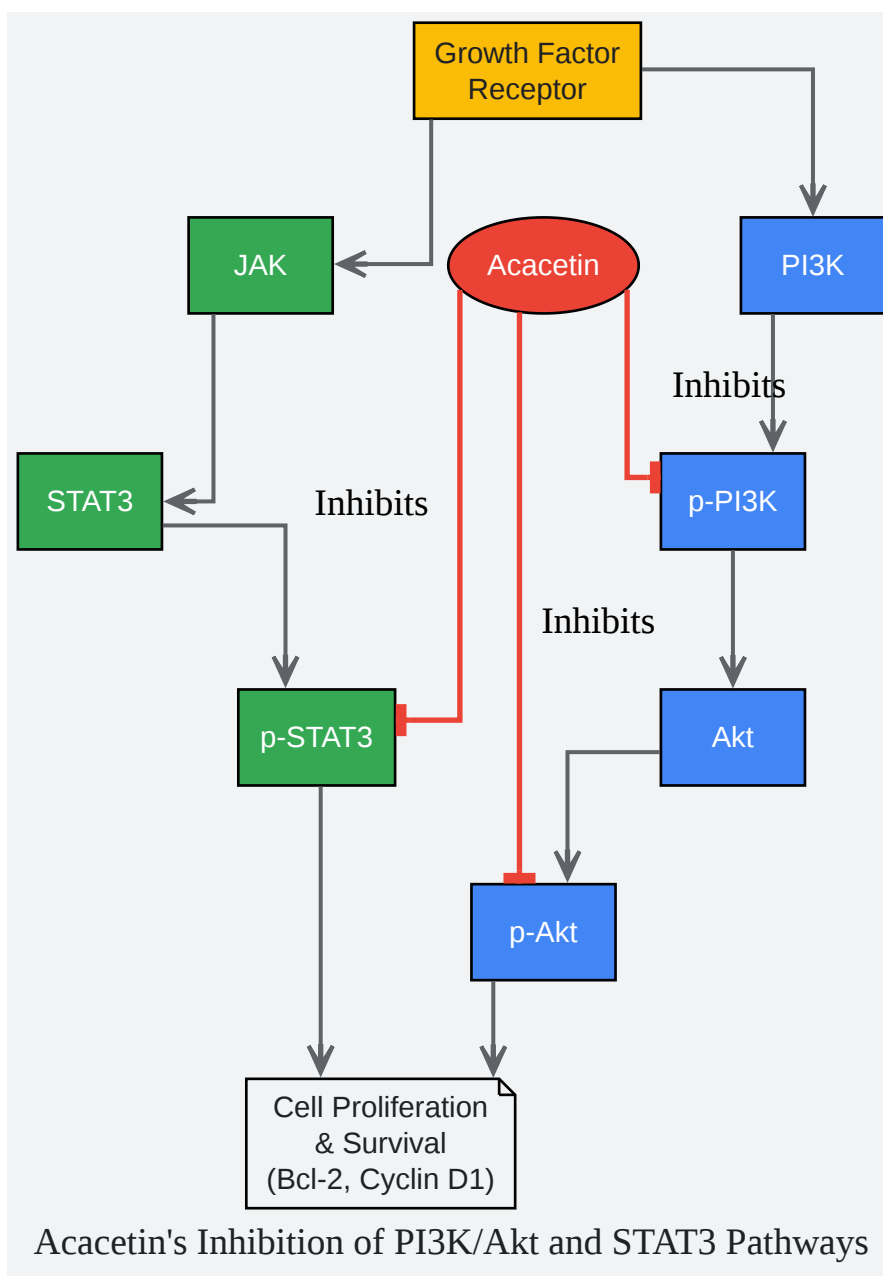 Growth Factor
Receptor
JAK
Acacetin
PI3K
Inhibits
STAT3
Inhibits
p-PI3K
Inhibits
p-STAT3
Akt
p-Akt
Cell Proliferation
& Survival
(Bcl-2, Cyclin D1)
Acacetin's Inhibition of PI3K/Akt and STAT3 Pathways